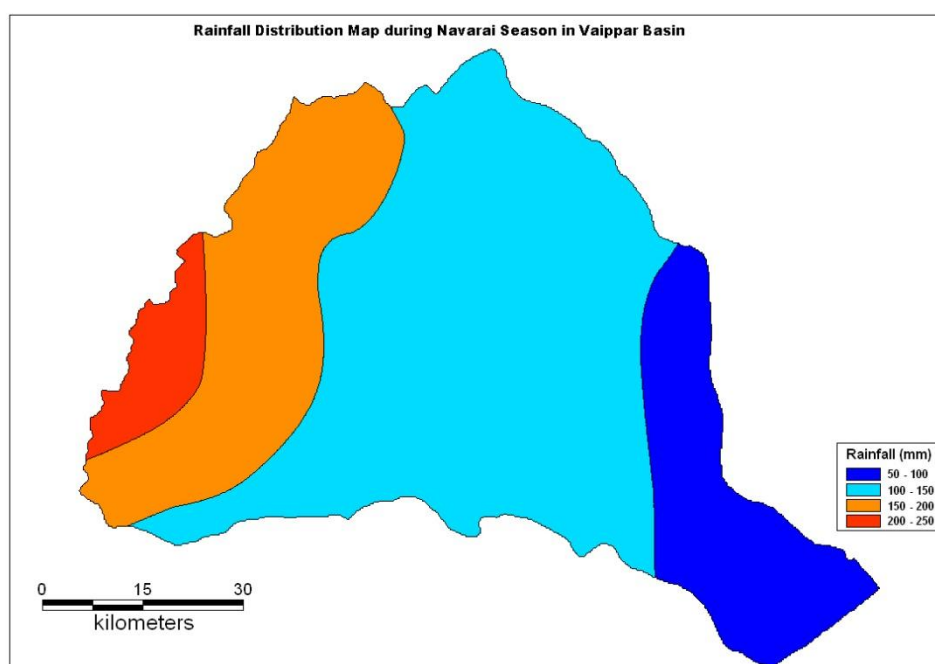 Rainfall Distribution Map during Navarai Season in Vaippar Basin
Rainfall (mm)
50 - 100
100 - 150
150 - 200
200 - 250
0 15 30
kilometers